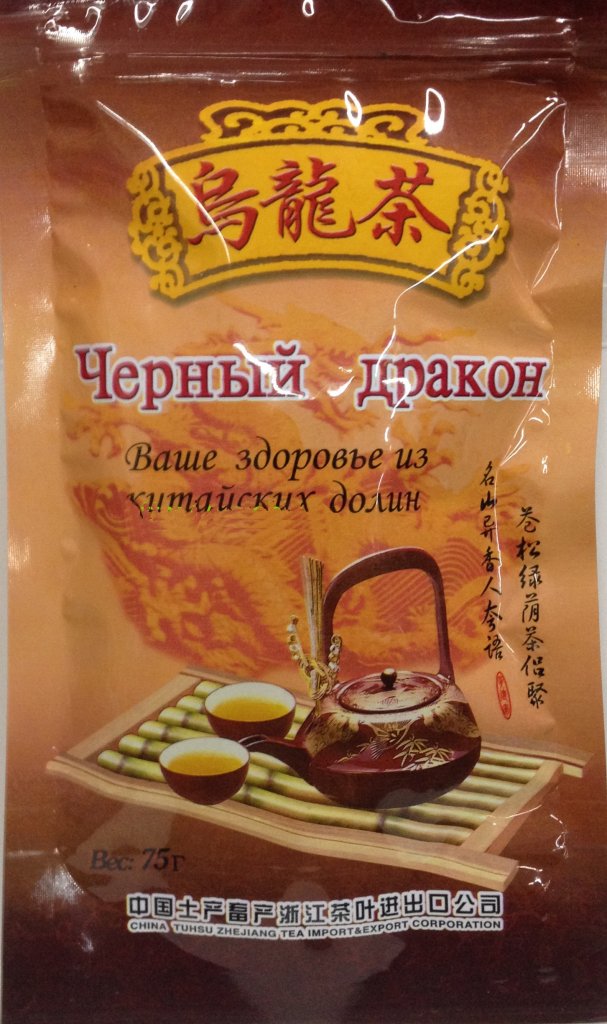 烏龍茶
Черный дракон
Ваше здоровье из
китайских долин
苍松绿荫茶侣聚
名山异香人夸语
Вес: 75г
中国土产畜产浙江茶叶进出口公司
CHINA TUHSU ZHEJIANG TEA IMPORT&EXPORT CORPORATION